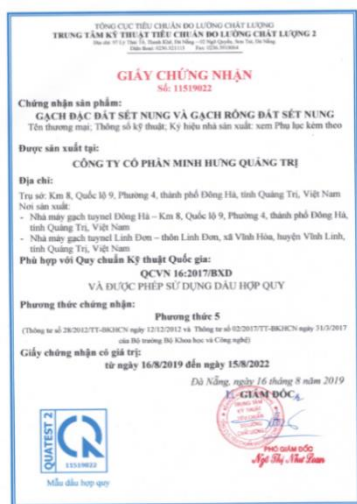 TỔNG CỤC TIÊU CHUẨN ĐO LƯỜNG CHẤT LƯỢNG
TRUNG TÂM KỸ THUẬT TIÊU CHUẨN ĐO LƯỜNG CHẤT LƯỢNG 2
GIẤY CHỨNG NHẬN
Số: 11519022
Chứng nhận sản phẩm:
GẠCH ĐẶC ĐẤT SÉT NUNG VÀ GẠCH RỖNG ĐẤT SÉT NUNG
Tên thương mại; Thông số kỹ thuật; Ký hiệu nhà sản xuất: xem Phụ lục kèm theo
Được sản xuất tại:
CÔNG TY CỔ PHẦN MINH HƯNG QUẢNG TRỊ
Địa chỉ:
Trụ sở: Km 8, Quốc lộ 9, Phường 4, thành phố Đông Hà, tỉnh Quảng Trị, Việt Nam
Nơi sản xuất:
- Nhà máy gạch tuynel Đông Hà – Km 8, Quốc lộ 9, Phường 4, thành phố Đông Hà,
tỉnh Quảng Trị, Việt Nam
- Nhà máy gạch tuynel Linh Đơn – thôn Linh Đơn, xã Vĩnh Hòa, huyện Vĩnh Linh,
tỉnh Quảng Trị, Việt Nam
Phù hợp với Quy chuẩn Kỹ thuật Quốc gia:
QCVN 16:2017/BXD
VÀ ĐƯỢC PHÉP SỬ DỤNG DẤU HỢP QUY
Phương thức chứng nhận:
Phương thức 5
(Thông tư số 28/2012/TT-BKHCN ngày 12/12/2012 và Thông tư số 02/2017/TT-BKHCN ngày 31/3/2017
của Bộ trưởng Bộ Khoa học và Công nghệ)
Giấy chứng nhận có giá trị:
từ ngày 16/8/2019 đến ngày 15/8/2022
Đà Nẵng, ngày 16 tháng 8 năm 2019
GIÁM ĐỐC
QUATEST 2
11519022
Mẫu dấu hợp quy
PHÓ GIÁM ĐỐC
Ngô Thị Như Loan